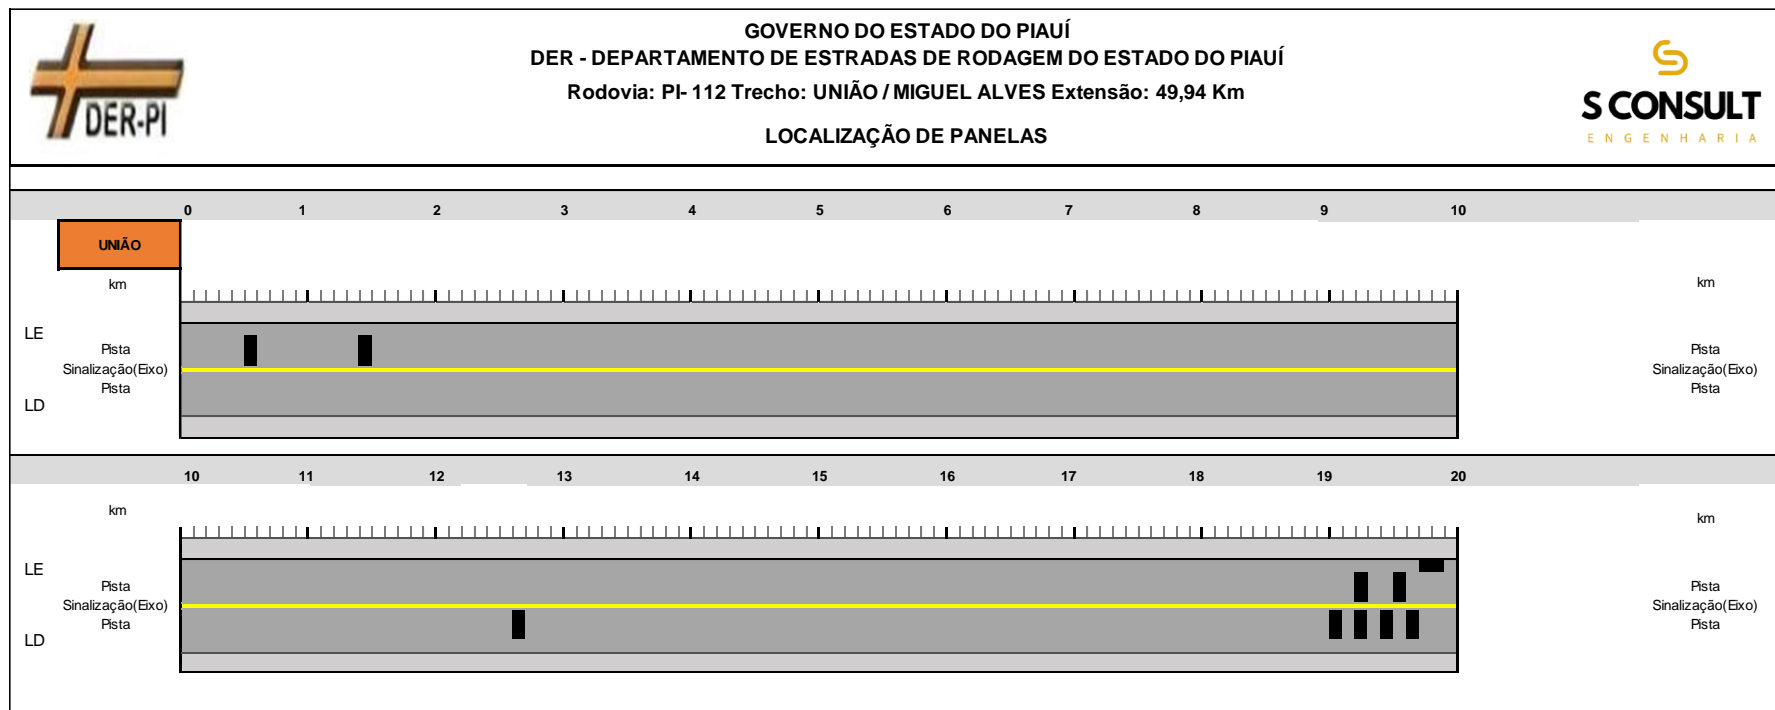 DER-PI
GOVERNO DO ESTADO DO PIAUÍ
DER - DEPARTAMENTO DE ESTRADAS DE RODAGEM DO ESTADO DO PIAUÍ
Rodovia: PI- 112 Trecho: UNIÃO / MIGUEL ALVES Extensão: 49,94 Km
LOCALIZAÇÃO DE PANELAS
S CONSULT
ENGENHARIA
0 1 2 3 4 5 6 7 8 9 10
UNIÃO
km km
LE
Pista Pista
Sinalização(Eixo) Sinalização(Eixo)
Pista Pista
LD
10 11 12 13 14 15 16 17 18 19 20
km km
LE
Pista Pista
Sinalização(Eixo) Sinalização(Eixo)
Pista Pista
LD